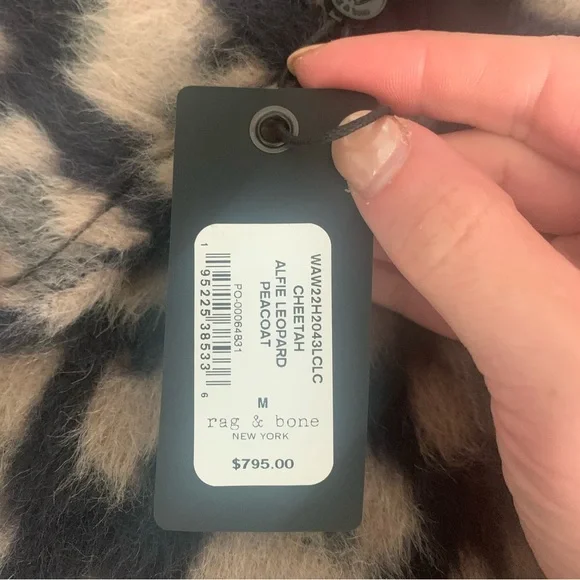 WAW22H2043LCLC
CHEETAH
ALFIE LEOPARD
PEACOAT
PO-00064831
1 95225 38533 6
M
rag & bone
NEW YORK
$795.00